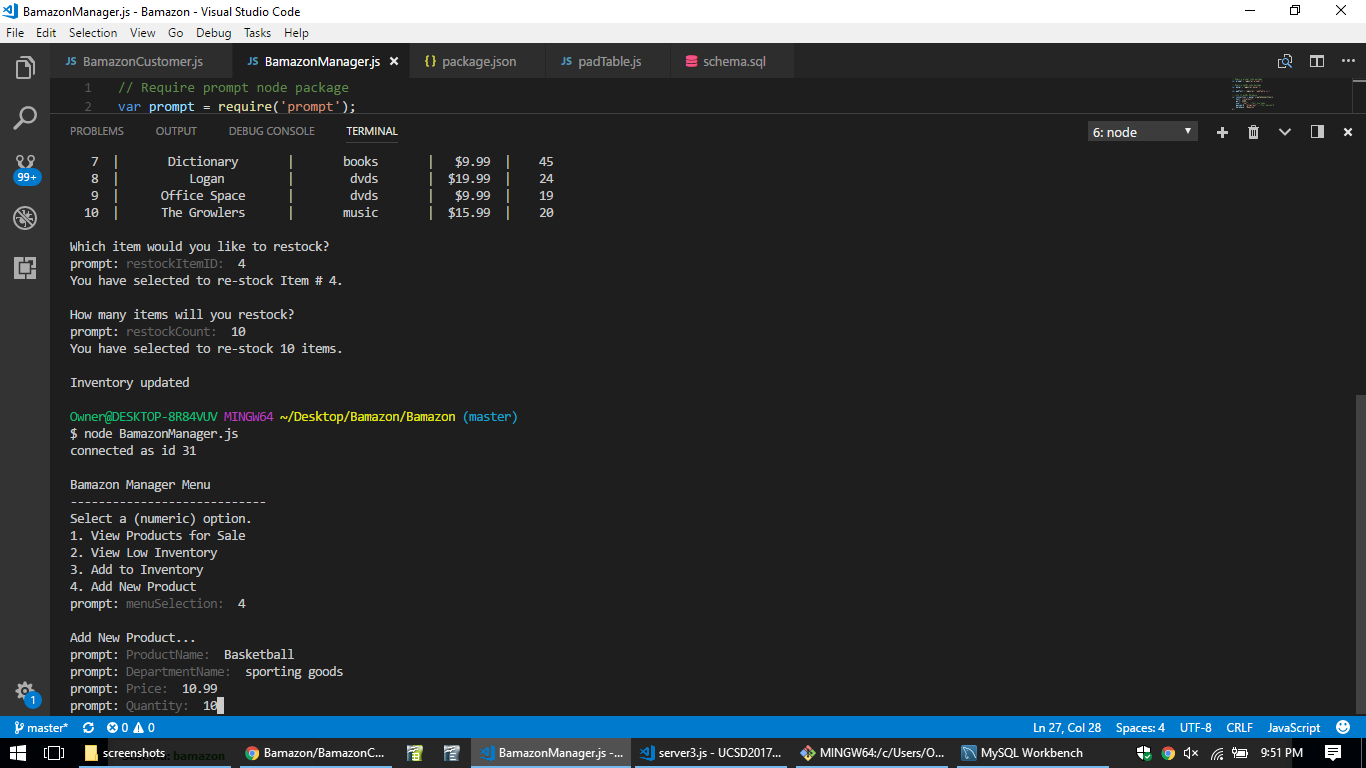 BamazonManager.js - Bamazon - Visual Studio Code
File Edit Selection View Go Debug Tasks Help
JS BamazonCustomer.js JS BamazonManager.js {} package.json JS padTable.js schema.sql
1 // Require prompt node package
2 var prompt = require('prompt');
PROBLEMS OUTPUT DEBUG CONSOLE TERMINAL 6: node
7 | Dictionary | books | $9.99 | 45
8 | Logan | dvds | $19.99 | 24
9 | Office Space | dvds | $9.99 | 19
10 | The Growlers | music | $15.99 | 20
Which item would you like to restock?
prompt: restockItemID: 4
You have selected to re-stock Item # 4.
How many items will you restock?
prompt: restockCount: 10
You have selected to re-stock 10 items.
Inventory updated
Owner@DESKTOP-8R84VUV MINGW64 ~/Desktop/Bamazon/Bamazon (master)
$ node BamazonManager.js
connected as id 31
Bamazon Manager Menu
----------------------------
Select a (numeric) option.
1. View Products for Sale
2. View Low Inventory
3. Add to Inventory
4. Add New Product
prompt: menuSelection: 4
Add New Product...
prompt: ProductName: Basketball
prompt: DepartmentName: sporting goods
prompt: Price: 10.99
prompt: Quantity: 10
99+
1
master* 0 0 Ln 27, Col 28 Spaces: 4 UTF-8 CRLF JavaScript
screenshots Bamazon/BamazonC... BamazonManager.js -... server3.js - UCSD2017... MINGW64:/c/Users/O... MySQL Workbench 9:51 PM